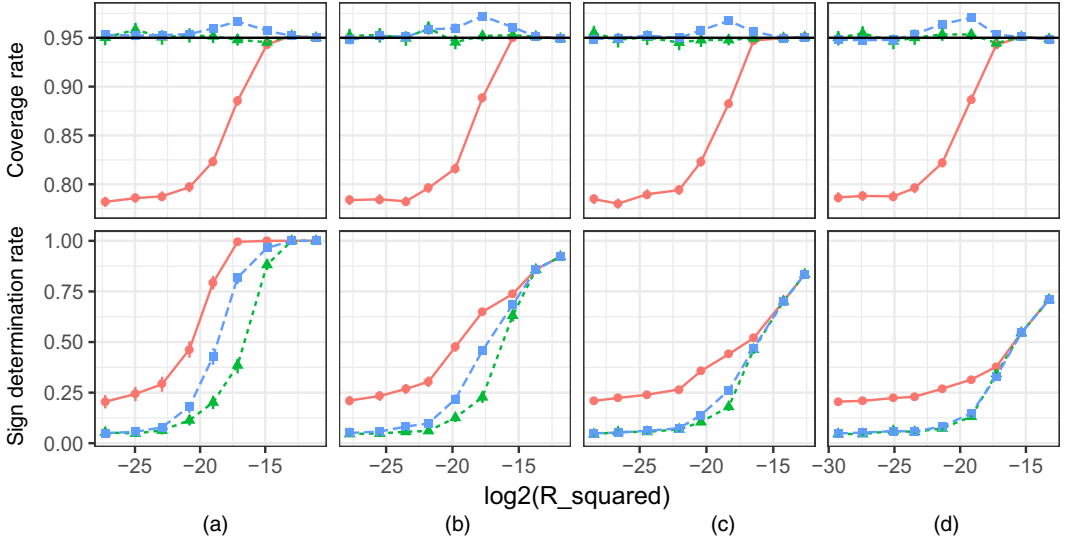 Coverage rate
0.95
0.90
0.85
0.80
Sign determination rate
1.00
0.75
0.50
0.25
0.00
−25 −20 −15 −25 −20 −15 −25 −20 −15 −30 −25 −20 −15
log2(R_squared)
(a) (b) (c) (d)